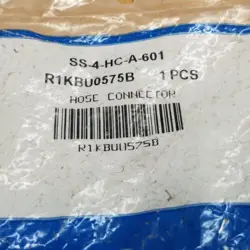 SS-4-HC-A-601
R1KBU0575B 1 PCS
HOSE CONNECTOR
R1KBU0575B